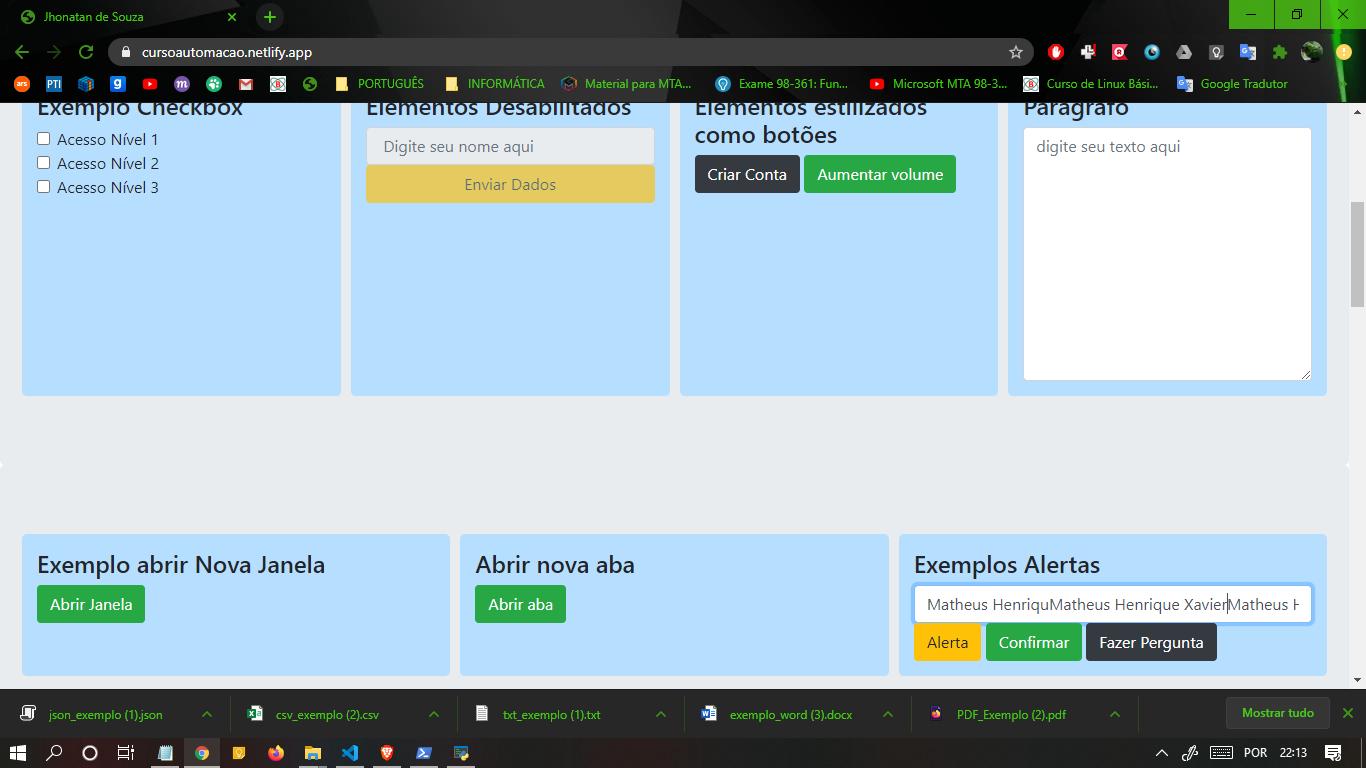 Jhonatan de Souza
cursoautomacao.netlify.app
ars PTI g m B PORTUGUÊS INFORMÁTICA Material para MTA... Exame 98-361: Fun... Microsoft MTA 98-3... B Curso de Linux Bási... Google Tradutor
Exemplo Checkbox
Acesso Nível 1
Acesso Nível 2
Acesso Nível 3
Elementos Desabilitados
Digite seu nome aqui
Enviar Dados
Elementos estilizados
como botões
Criar Conta Aumentar volume
Paragrafo
digite seu texto aqui
Exemplo abrir Nova Janela
Abrir Janela
Abrir nova aba
Abrir aba
Exemplos Alertas
Matheus HenriquMatheus Henrique XavierMatheus H
Alerta Confirmar Fazer Pergunta
json_exemplo (1).json csv_exemplo (2).csv txt_exemplo (1).txt exemplo_word (3).docx PDF_Exemplo (2).pdf Mostrar tudo
POR 22:13